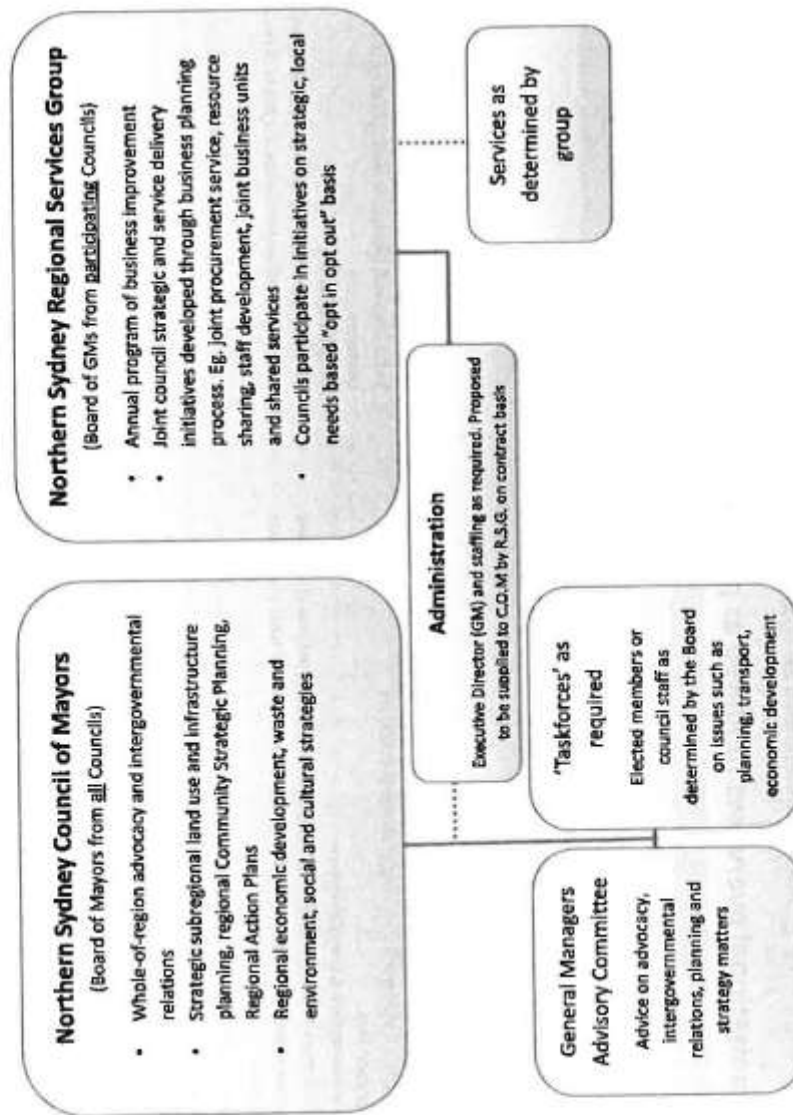 Northern Sydney Council of Mayors
(Board of Mayors from all Councils)
• Whole-of-region advocacy and intergovernmental
relations
• Strategic subregional land use and infrastructure
planning, regional Community Strategic Planning,
Regional Action Plans
• Regional economic development, waste and
environment, social and cultural strategies
Northern Sydney Regional Services Group
(Board of GMs from participating Councils)
• Annual program of business improvement
• Joint council strategic and service delivery
initiatives developed through business planning
process. Eg. joint procurement service, resource
sharing, staff development, joint business units
and shared services
• Councils participate in initiatives on strategic, local
needs based "opt in opt out" basis
Administration
Executive Director (GM) and staffing as required. Proposed
to be supplied to C.O.M by R.S.G. on contract basis
General Managers
Advisory Committee
Advice on advocacy,
intergovernmental
relations, planning and
strategy matters
'Taskforces' as
required
Elected members or
council staff as
determined by the Board
on issues such as
planning, transport,
economic development
Services as
determined by
group